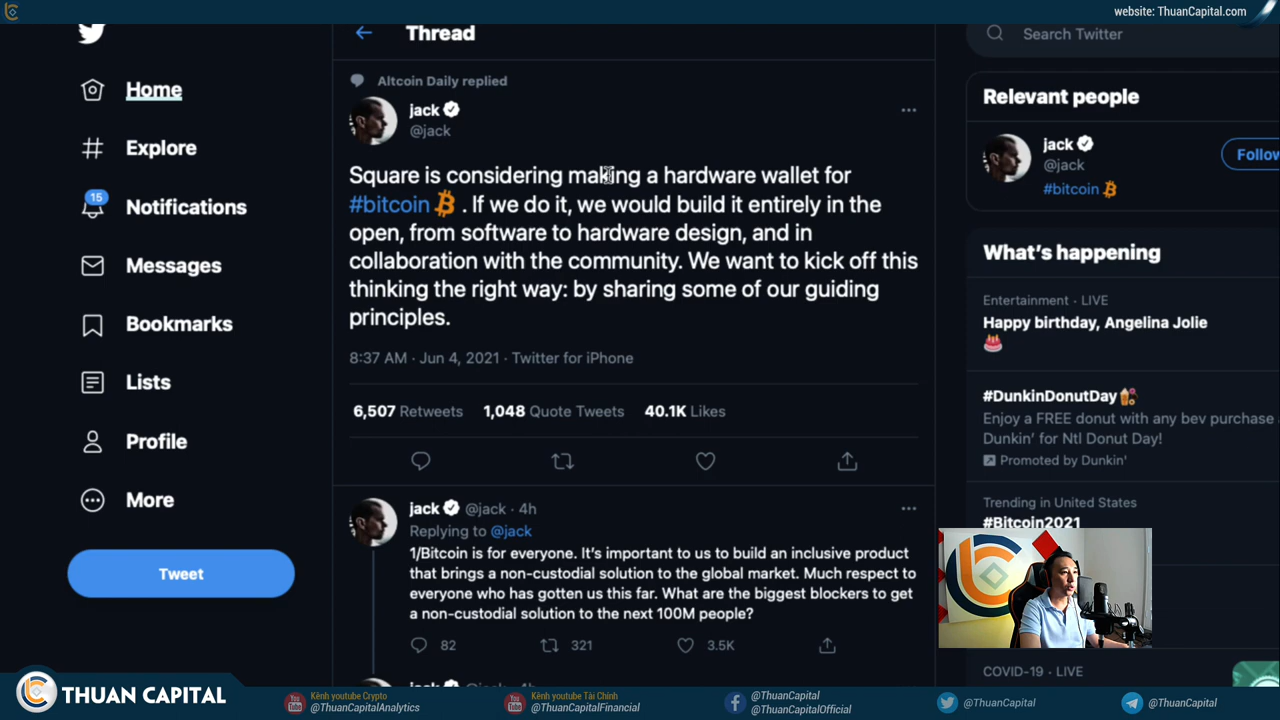 website: ThuanCapital.com
Home
Explore
15
Notifications
Messages
Bookmarks
Lists
Profile
More
Tweet
Thread
Altcoin Daily replied
jack
@jack
Square is considering making a hardware wallet for
#bitcoin . If we do it, we would build it entirely in the
open, from software to hardware design, and in
collaboration with the community. We want to kick off this
thinking the right way: by sharing some of our guiding
principles.
8:37 AM · Jun 4, 2021 · Twitter for iPhone
6,507 Retweets 1,048 Quote Tweets 40.1K Likes
jack @jack · 4h
Replying to @jack
1/Bitcoin is for everyone. It's important to us to build an inclusive product
that brings a non-custodial solution to the global market. Much respect to
everyone who has gotten us this far. What are the biggest blockers to get
a non-custodial solution to the next 100M people?
82 321 3.5K
Search Twitter
Relevant people
jack
@jack
#bitcoin
Follow
What's happening
Entertainment · LIVE
Happy birthday, Angelina Jolie
#DunkinDonutDay
Enjoy a FREE donut with any bev purchase
Dunkin' for Ntl Donut Day!
Promoted by Dunkin'
Trending in United States
#Bitcoin2021
COVID-19 · LIVE
THUAN CAPITAL
Kênh youtube Crypto
@ThuanCapitalAnalytics
Kênh youtube Tài Chính
@ThuanCapitalFinancial
@ThuanCapital
@ThuanCapitalOfficial
@ThuanCapital
@ThuanCapital